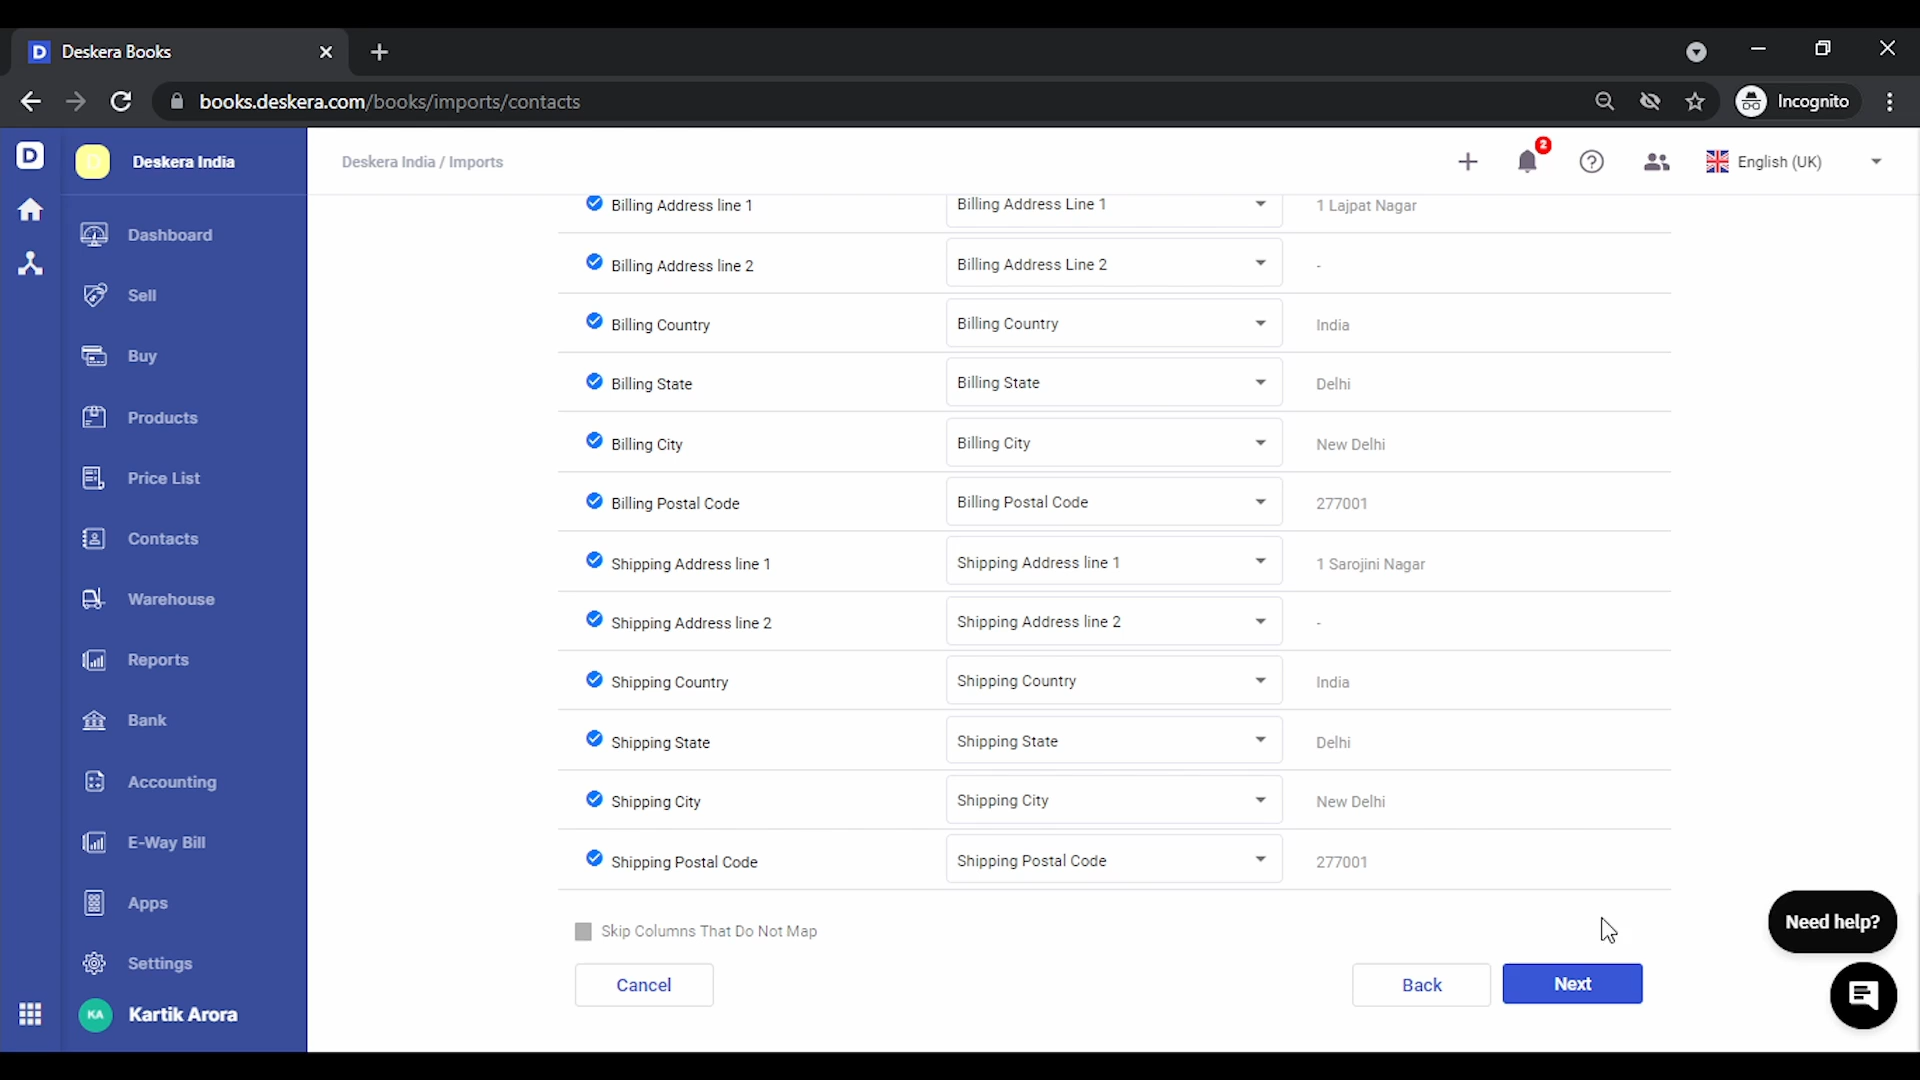 Deskera Books
books.deskera.com/books/imports/contacts
Incognito
D
D
Deskera India
Deskera India / Imports
2
English (UK)
Dashboard
Sell
Buy
Products
Price List
Contacts
Warehouse
Reports
Bank
Accounting
E-Way Bill
Apps
Settings
KA
Kartik Arora
Billing Address line 1 Billing Address Line 1 1 Lajpat Nagar
Billing Address line 2 Billing Address Line 2 -
Billing Country Billing Country India
Billing State Billing State Delhi
Billing City Billing City New Delhi
Billing Postal Code Billing Postal Code 277001
Shipping Address line 1 Shipping Address line 1 1 Sarojini Nagar
Shipping Address line 2 Shipping Address line 2 -
Shipping Country Shipping Country India
Shipping State Shipping State Delhi
Shipping City Shipping City New Delhi
Shipping Postal Code Shipping Postal Code 277001
Skip Columns That Do Not Map
Cancel Back Next
Need help?